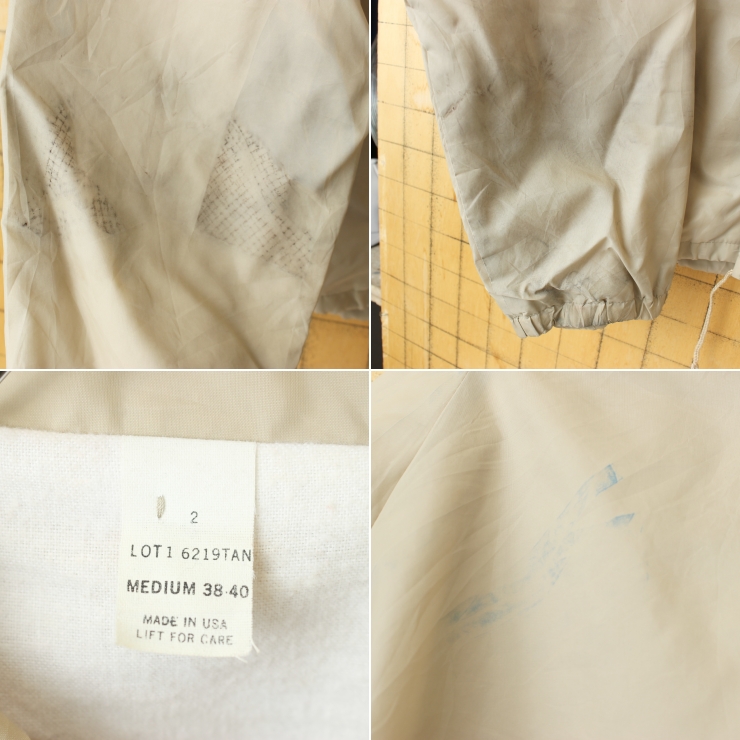 2
LOT1 6219TAN
MEDIUM 38-40
MADE IN USA
LIFT FOR CARE